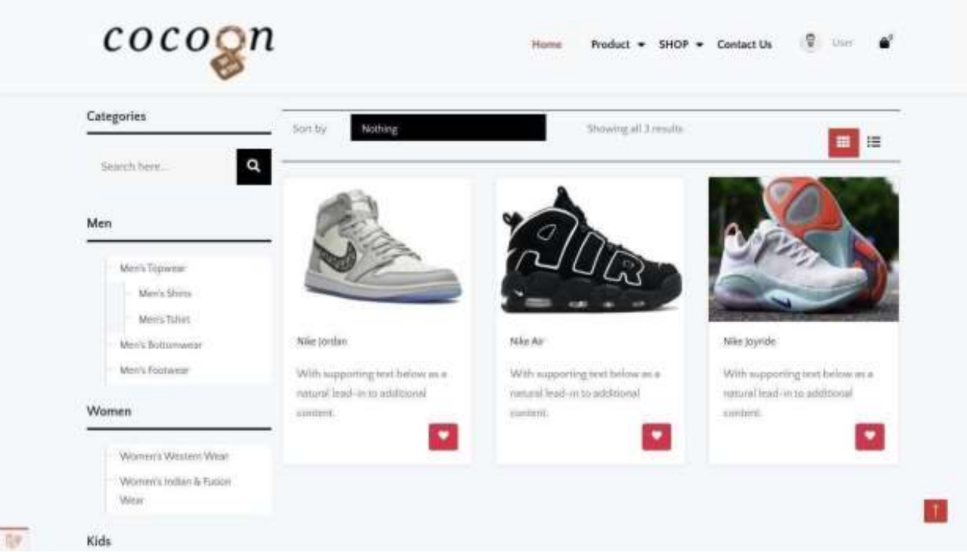 cocoon
Home Product SHOP Contact Us User 0
Categories
Sort by Nothing Showing all 3 results
Search here...
Men
Men's Topwear
Men's Shirts
Men's Tshirt
Men's Bottomwear
Men's Footwear
Women
Women's Western Wear
Women's Indian & Fusion
Wear
Kids
AIR
Nike Jordan
With supporting text below as a
natural lead-in to additional
content.
Nike Air
With supporting text below as a
natural lead-in to additional
content.
Nike Joyride
With supporting text below as a
natural lead-in to additional
content.